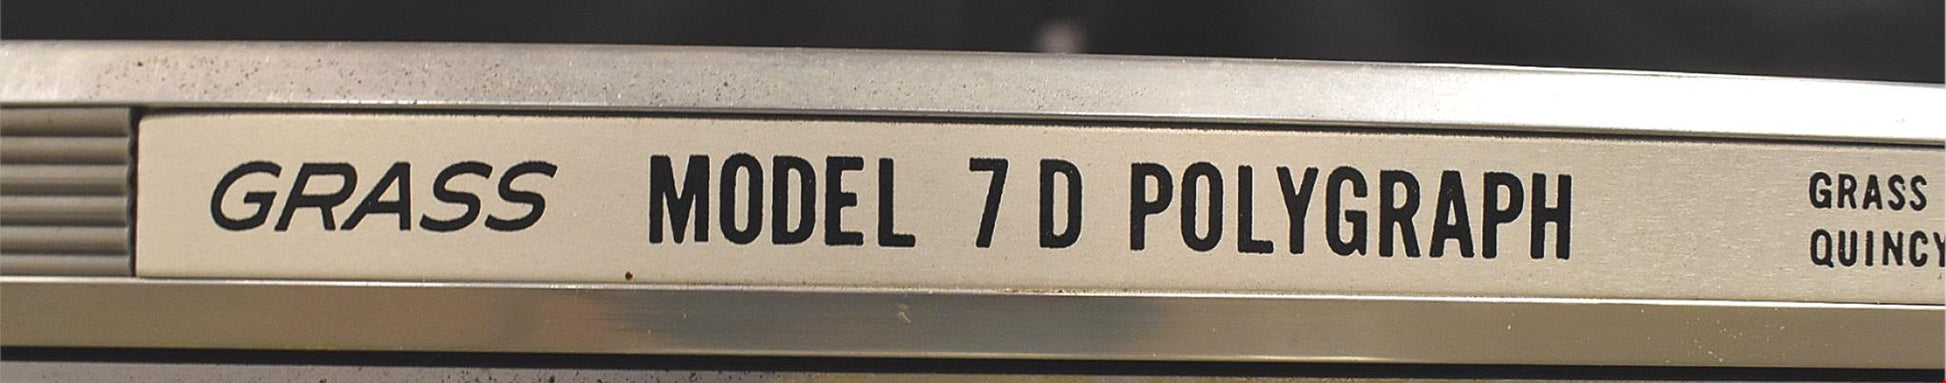 GRASS MODEL 7 D POLYGRAPH
GRASS
QUINCY